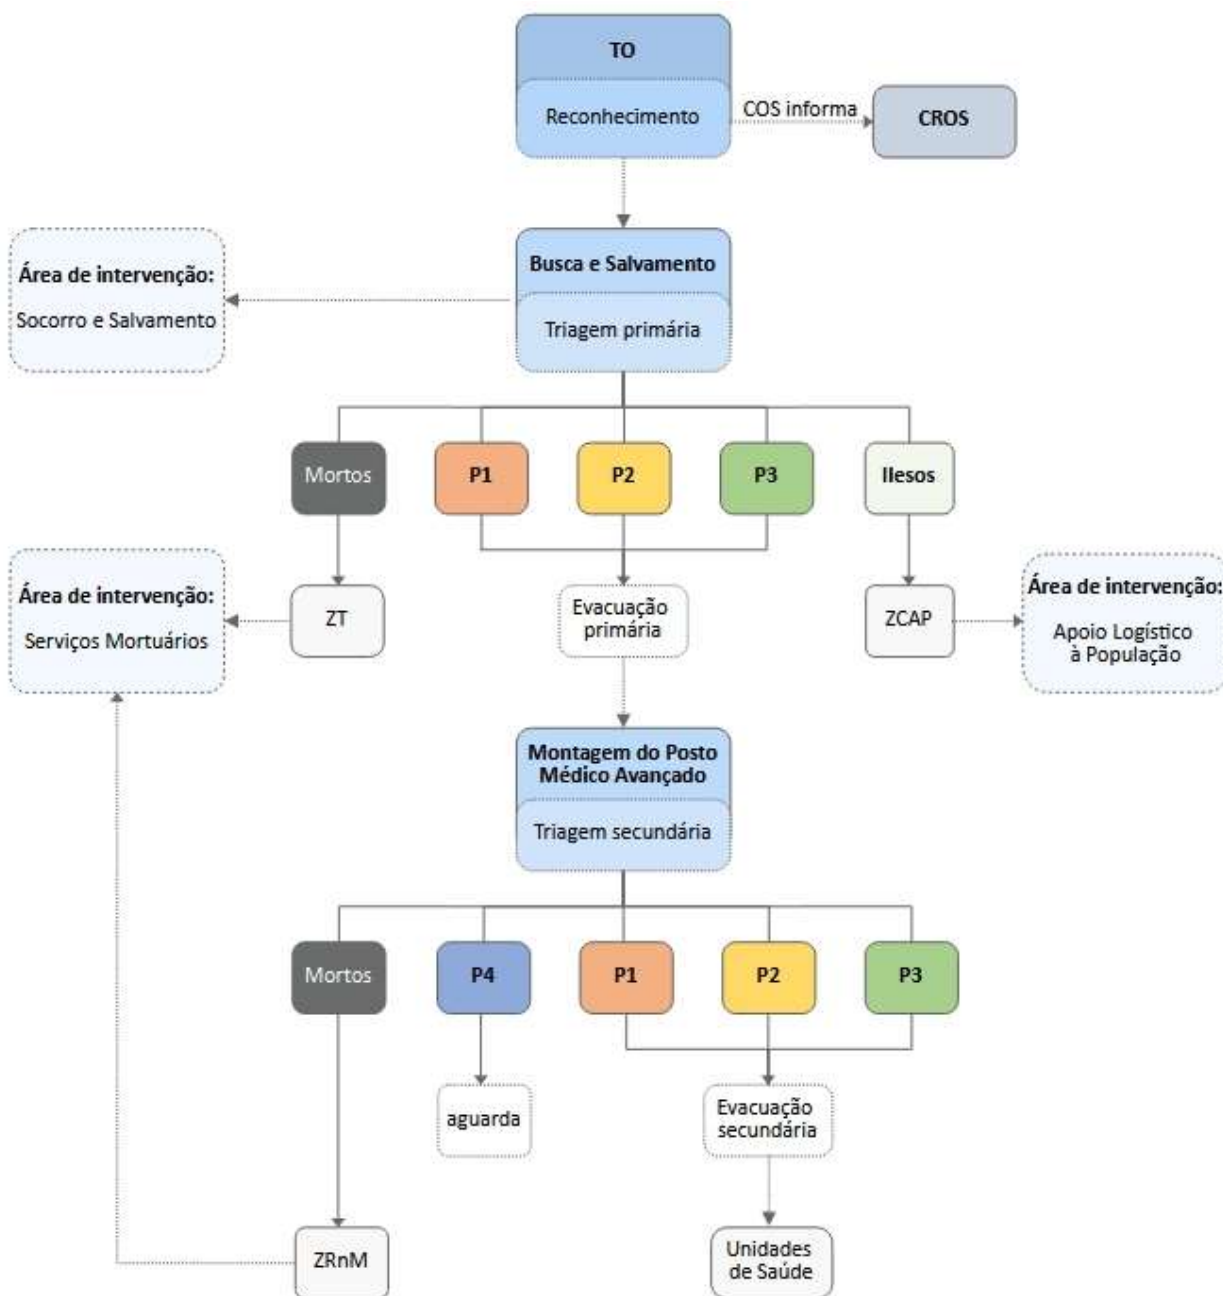 TO
Reconhecimento
COS informa
CROS
Área de intervenção:
Socorro e Salvamento
Busca e Salvamento
Triagem primária
Mortos
P1
P2
P3
Ilesos
Área de intervenção:
Serviços Mortuários
ZT
Evacuação
primária
ZCAP
Área de intervenção:
Apoio Logístico
à População
Montagem do Posto
Médico Avançado
Triagem secundária
Mortos
P4
P1
P2
P3
aguarda
Evacuação
secundária
ZRnM
Unidades
de Saúde